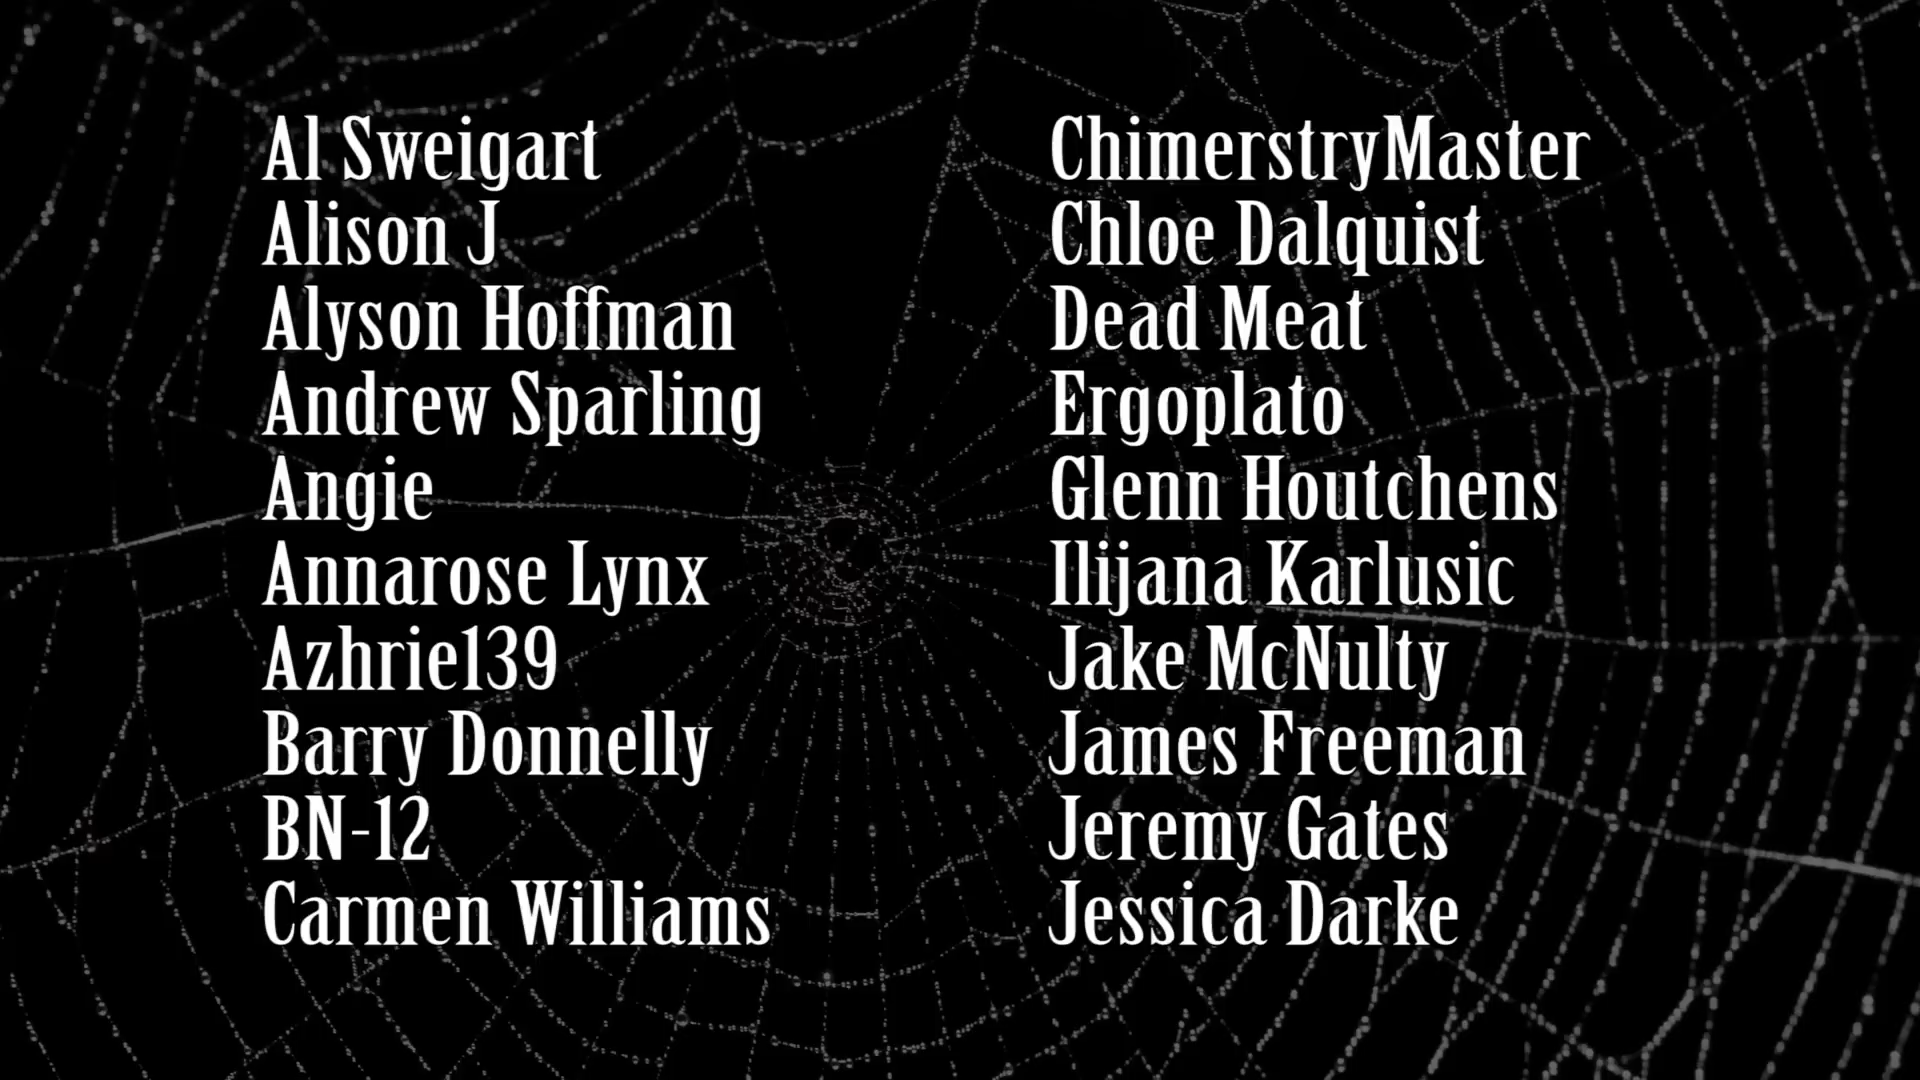 Al Sweigart
Alison J
Alyson Hoffman
Andrew Sparling
Angie
Annarose Lynx
Azhrie139
Barry Donnelly
BN-12
Carmen Williams
ChimerstryMaster
Chloe Dalquist
Dead Meat
Ergoplato
Glenn Houtchens
Ilijana Karlusic
Jake McNulty
James Freeman
Jeremy Gates
Jessica Darke